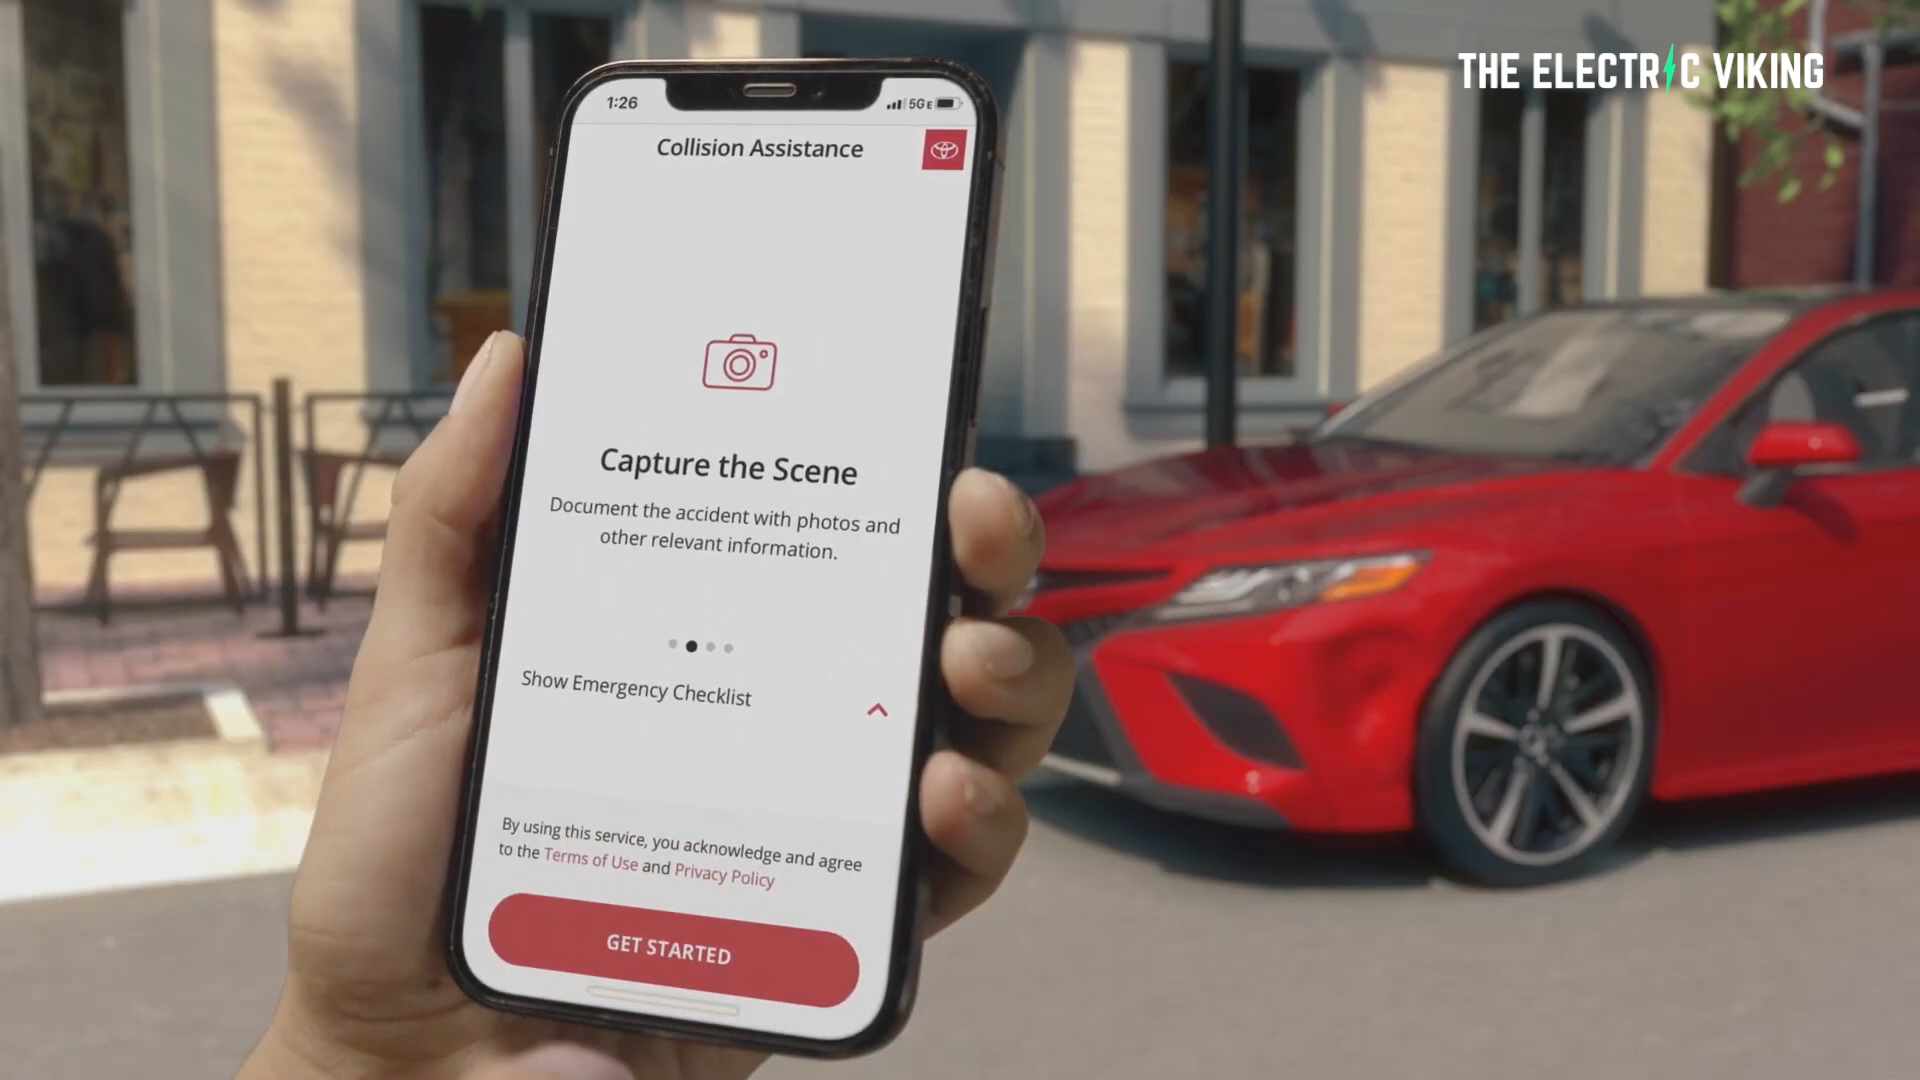 THE ELECTRIC VIKING
1:26
5GE
Collision Assistance
Capture the Scene
Document the accident with photos and
other relevant information.
Show Emergency Checklist
By using this service, you acknowledge and agree
to the Terms of Use and Privacy Policy
GET STARTED